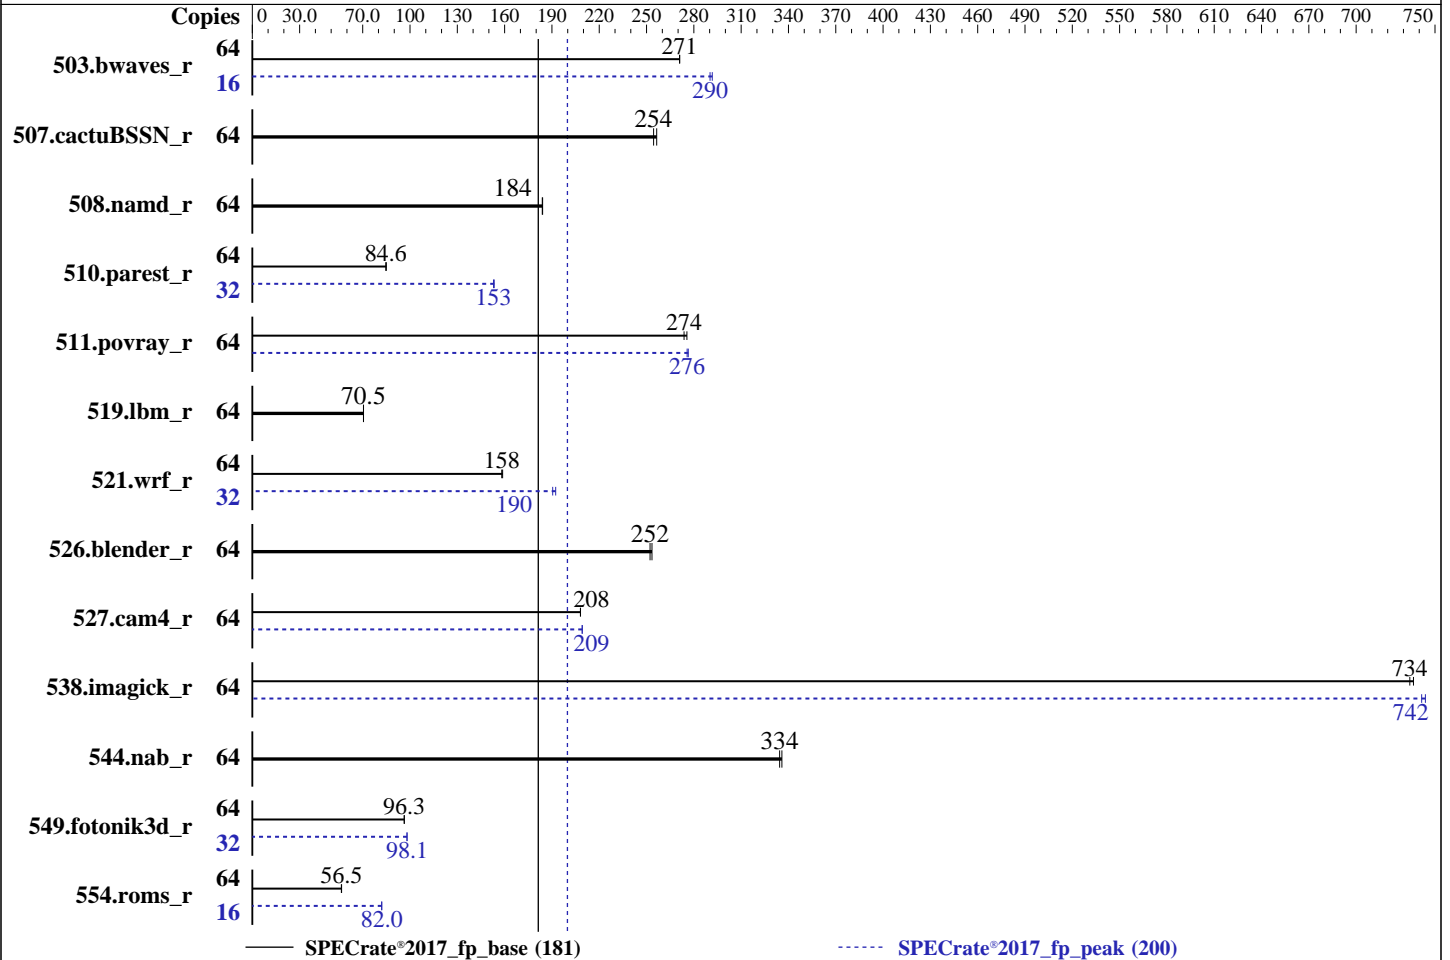 Copies 0 30.0 70.0 100 130 160 190 220 250 280 310 340 370 400 430 460 490 520 550 580 610 640 670 700 750
503.bwaves_r 64 271
16 290
507.cactuBSSN_r 64 254
508.namd_r 64 184
510.parest_r 64 84.6
32 153
511.povray_r 64 274
276
519.lbm_r 64 70.5
521.wrf_r 64 158
32 190
526.blender_r 64 252
527.cam4_r 64 208
209
538.imagick_r 64 734
742
544.nab_r 64 334
549.fotonik3d_r 64 96.3
32 98.1
554.roms_r 64 56.5
16 82.0
SPECrate®2017_fp_base (181) SPECrate®2017_fp_peak (200)